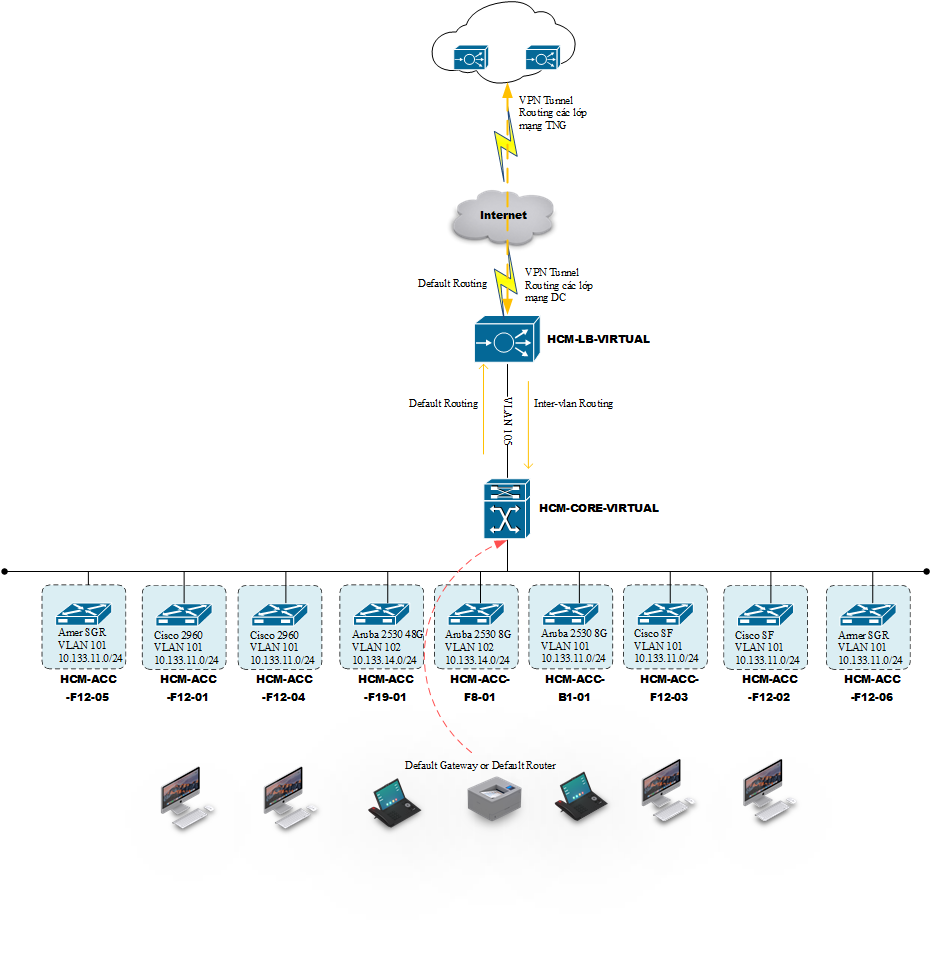 VPN Tunnel
Routing các lớp
mạng TNG
Internet
Default Routing
VPN Tunnel
Routing các lớp
mạng DC
HCM-LB-VIRTUAL
Default Routing
VLAN 105
Inter-vlan Routing
HCM-CORE-VIRTUAL
Amer SGR
VLAN 101
10.133.11.0/24
HCM-ACC
-F12-05
Cisco 2960
VLAN 101
10.133.11.0/24
HCM-ACC
-F12-01
Cisco 2960
VLAN 101
10.133.11.0/24
HCM-ACC
-F12-04
Aruba 2530 48G
VLAN 102
10.133.14.0/24
HCM-ACC
-F19-01
Aruba 2530 8G
VLAN 102
10.133.14.0/24
HCM-ACC-
F8-01
Aruba 2530 8G
VLAN 101
10.133.11.0/24
HCM-ACC-
B1-01
Cisco SF
VLAN 101
10.133.11.0/24
HCM-ACC-
F12-03
Cisco SF
VLAN 101
10.133.11.0/24
HCM-ACC
-F12-02
Amer SGR
VLAN 101
10.133.11.0/24
HCM-ACC
-F12-06
Default Gateway or Default Router